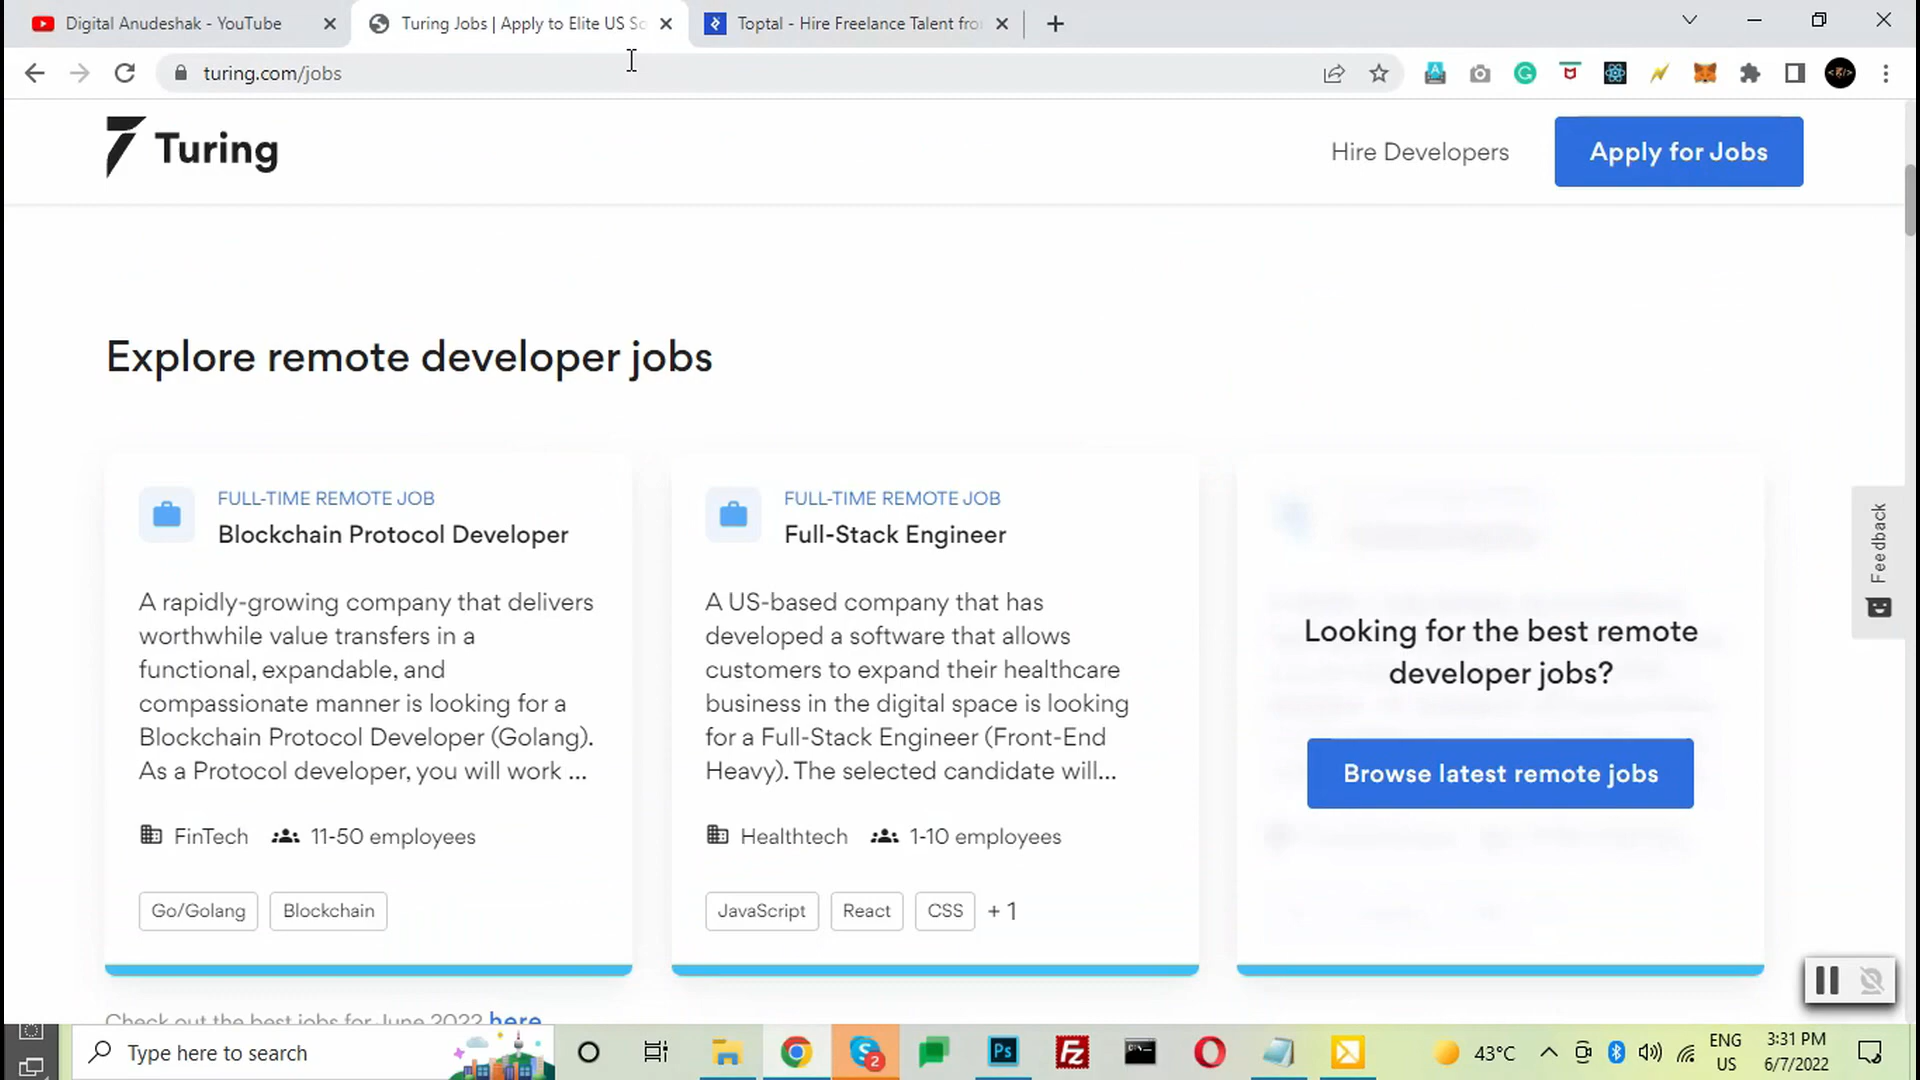 Digital Anudeshak - YouTube
Turing Jobs | Apply to Elite US So
Toptal - Hire Freelance Talent fro
turing.com/jobs
Turing
Hire Developers
Apply for Jobs
Explore remote developer jobs
FULL-TIME REMOTE JOB
Blockchain Protocol Developer
A rapidly-growing company that delivers
worthwhile value transfers in a
functional, expandable, and
compassionate manner is looking for a
Blockchain Protocol Developer (Golang).
As a Protocol developer, you will work ...
FinTech 11-50 employees
Go/Golang Blockchain
FULL-TIME REMOTE JOB
Full-Stack Engineer
A US-based company that has
developed a software that allows
customers to expand their healthcare
business in the digital space is looking
for a Full-Stack Engineer (Front-End
Heavy). The selected candidate will...
Healthtech 1-10 employees
JavaScript React CSS + 1
Looking for the best remote
developer jobs?
Browse latest remote jobs
Feedback
Check out the best jobs for June 2022 here
Type here to search
2
Ps
Fz
43°C
ENG
US
3:31 PM
6/7/2022